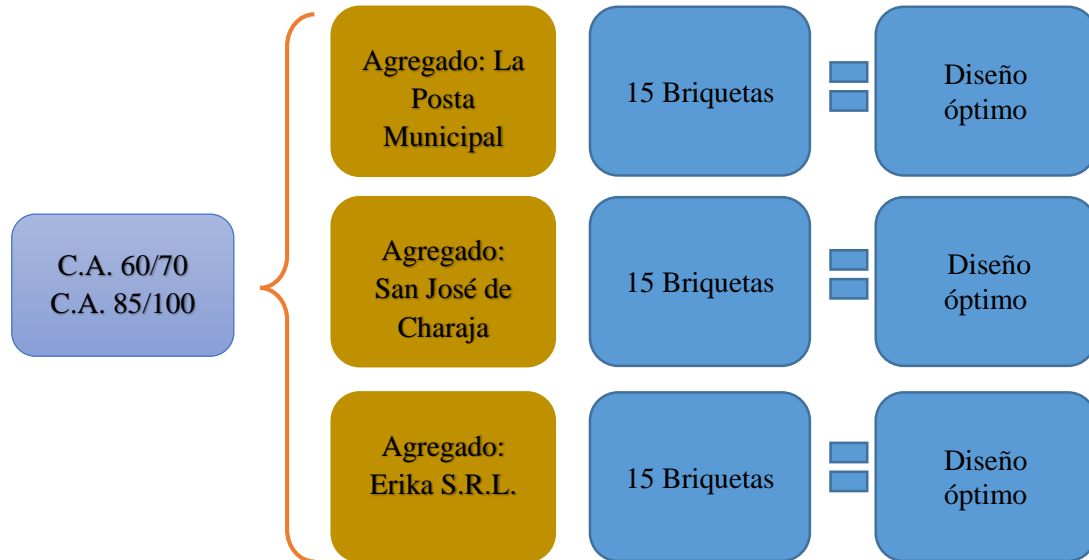 C.A. 60/70
C.A. 85/100
Agregado: La
Posta
Municipal
15 Briquetas
Diseño
óptimo
Agregado:
San José de
Charaja
15 Briquetas
Diseño
óptimo
Agregado:
Erika S.R.L.
15 Briquetas
Diseño
óptimo